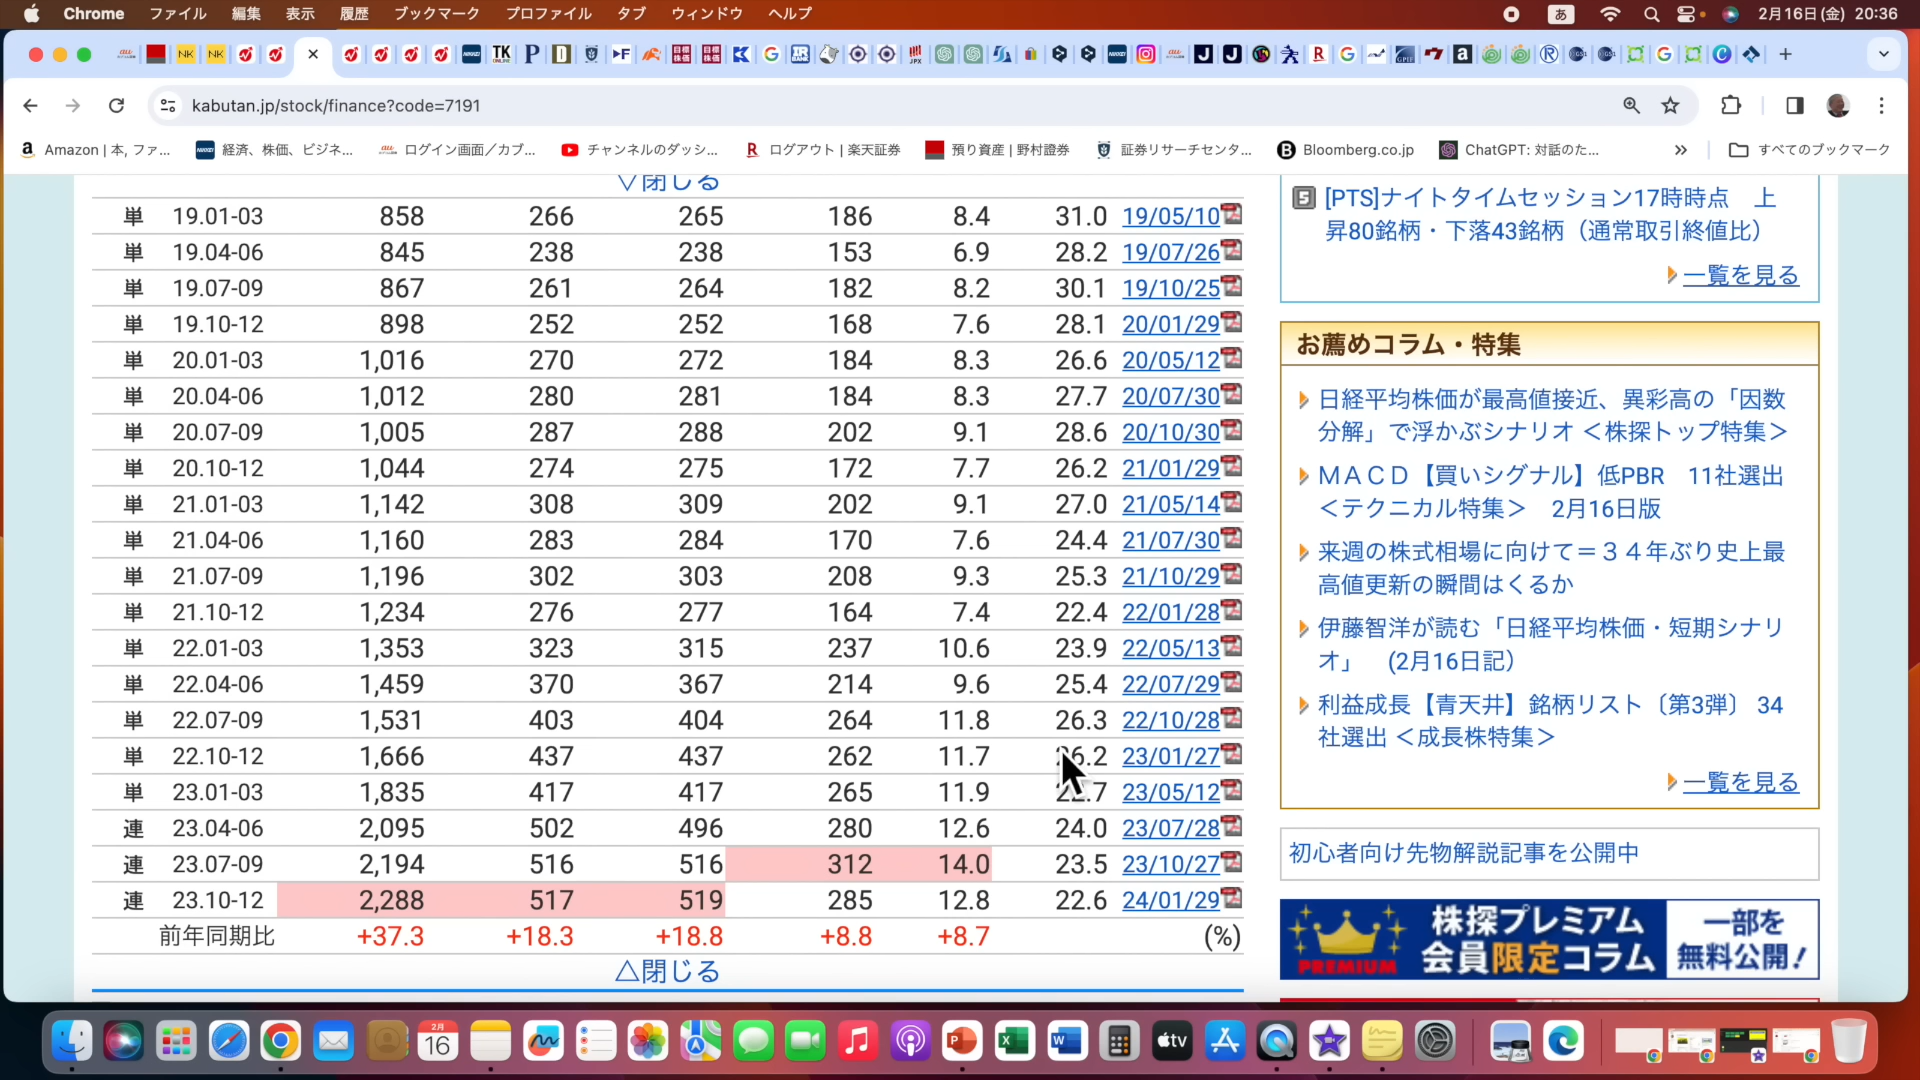 Chrome ファイル 編集 表示 履歴 ブックマーク プロファイル タブ ウィンドウ ヘルプ あ 2月16日(金) 20:36
kabutan.jp/stock/finance?code=7191
Amazon | 本, ファ... 経済、株価、ビジネ... ログイン画面／カブ... チャンネルのダッシ... ログアウト | 楽天証券 預り資産 | 野村證券 証券リサーチセンタ... Bloomberg.co.jp ChatGPT: 対話のた... » すべてのブックマーク
▽閉じる
単 19.01-03 858 266 265 186 8.4 31.0 19/05/10
単 19.04-06 845 238 238 153 6.9 28.2 19/07/26
単 19.07-09 867 261 264 182 8.2 30.1 19/10/25
単 19.10-12 898 252 252 168 7.6 28.1 20/01/29
単 20.01-03 1,016 270 272 184 8.3 26.6 20/05/12
単 20.04-06 1,012 280 281 184 8.3 27.7 20/07/30
単 20.07-09 1,005 287 288 202 9.1 28.6 20/10/30
単 20.10-12 1,044 274 275 172 7.7 26.2 21/01/29
単 21.01-03 1,142 308 309 202 9.1 27.0 21/05/14
単 21.04-06 1,160 283 284 170 7.6 24.4 21/07/30
単 21.07-09 1,196 302 303 208 9.3 25.3 21/10/29
単 21.10-12 1,234 276 277 164 7.4 22.4 22/01/28
単 22.01-03 1,353 323 315 237 10.6 23.9 22/05/13
単 22.04-06 1,459 370 367 214 9.6 25.4 22/07/29
単 22.07-09 1,531 403 404 264 11.8 26.3 22/10/28
単 22.10-12 1,666 437 437 262 11.7 26.2 23/01/27
単 23.01-03 1,835 417 417 265 11.9 22.7 23/05/12
連 23.04-06 2,095 502 496 280 12.6 24.0 23/07/28
連 23.07-09 2,194 516 516 312 14.0 23.5 23/10/27
連 23.10-12 2,288 517 519 285 12.8 22.6 24/01/29
前年同期比 +37.3 +18.3 +18.8 +8.8 +8.7 (%)
△閉じる
5 [PTS]ナイトタイムセッション17時時点　上
昇80銘柄・下落43銘柄（通常取引終値比）
一覧を見る
お薦めコラム・特集
日経平均株価が最高値接近、異彩高の「因数
分解」で浮かぶシナリオ ＜株探トップ特集＞
ＭＡＣＤ【買いシグナル】低PBR　11社選出
＜テクニカル特集＞　2月16日版
来週の株式相場に向けて＝３４年ぶり史上最
高値更新の瞬間はくるか
伊藤智洋が読む「日経平均株価・短期シナリ
オ」　(2月16日記）
利益成長【青天井】銘柄リスト〔第3弾〕 34
社選出 ＜成長株特集＞
一覧を見る
初心者向け先物解説記事を公開中
PREMIUM
株探プレミアム
会員限定コラム
一部を
無料公開！
2月
16
tv